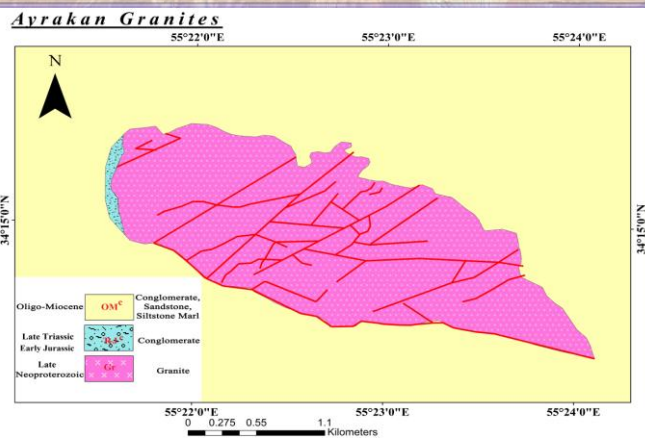 Ayrakan Granites
55°22'0"E 55°23'0"E 55°24'0"E
N
34°15'0"N 34°15'0"N
Oligo-Miocene OMc Conglomerate,
Sandstone,
Siltstone Marl
Late Triassic
Early Jurassic Conglomerate
Late
Neoproterozoic Gr Granite
55°22'0"E 55°23'0"E 55°24'0"E
0 0.275 0.55 1.1
Kilometers